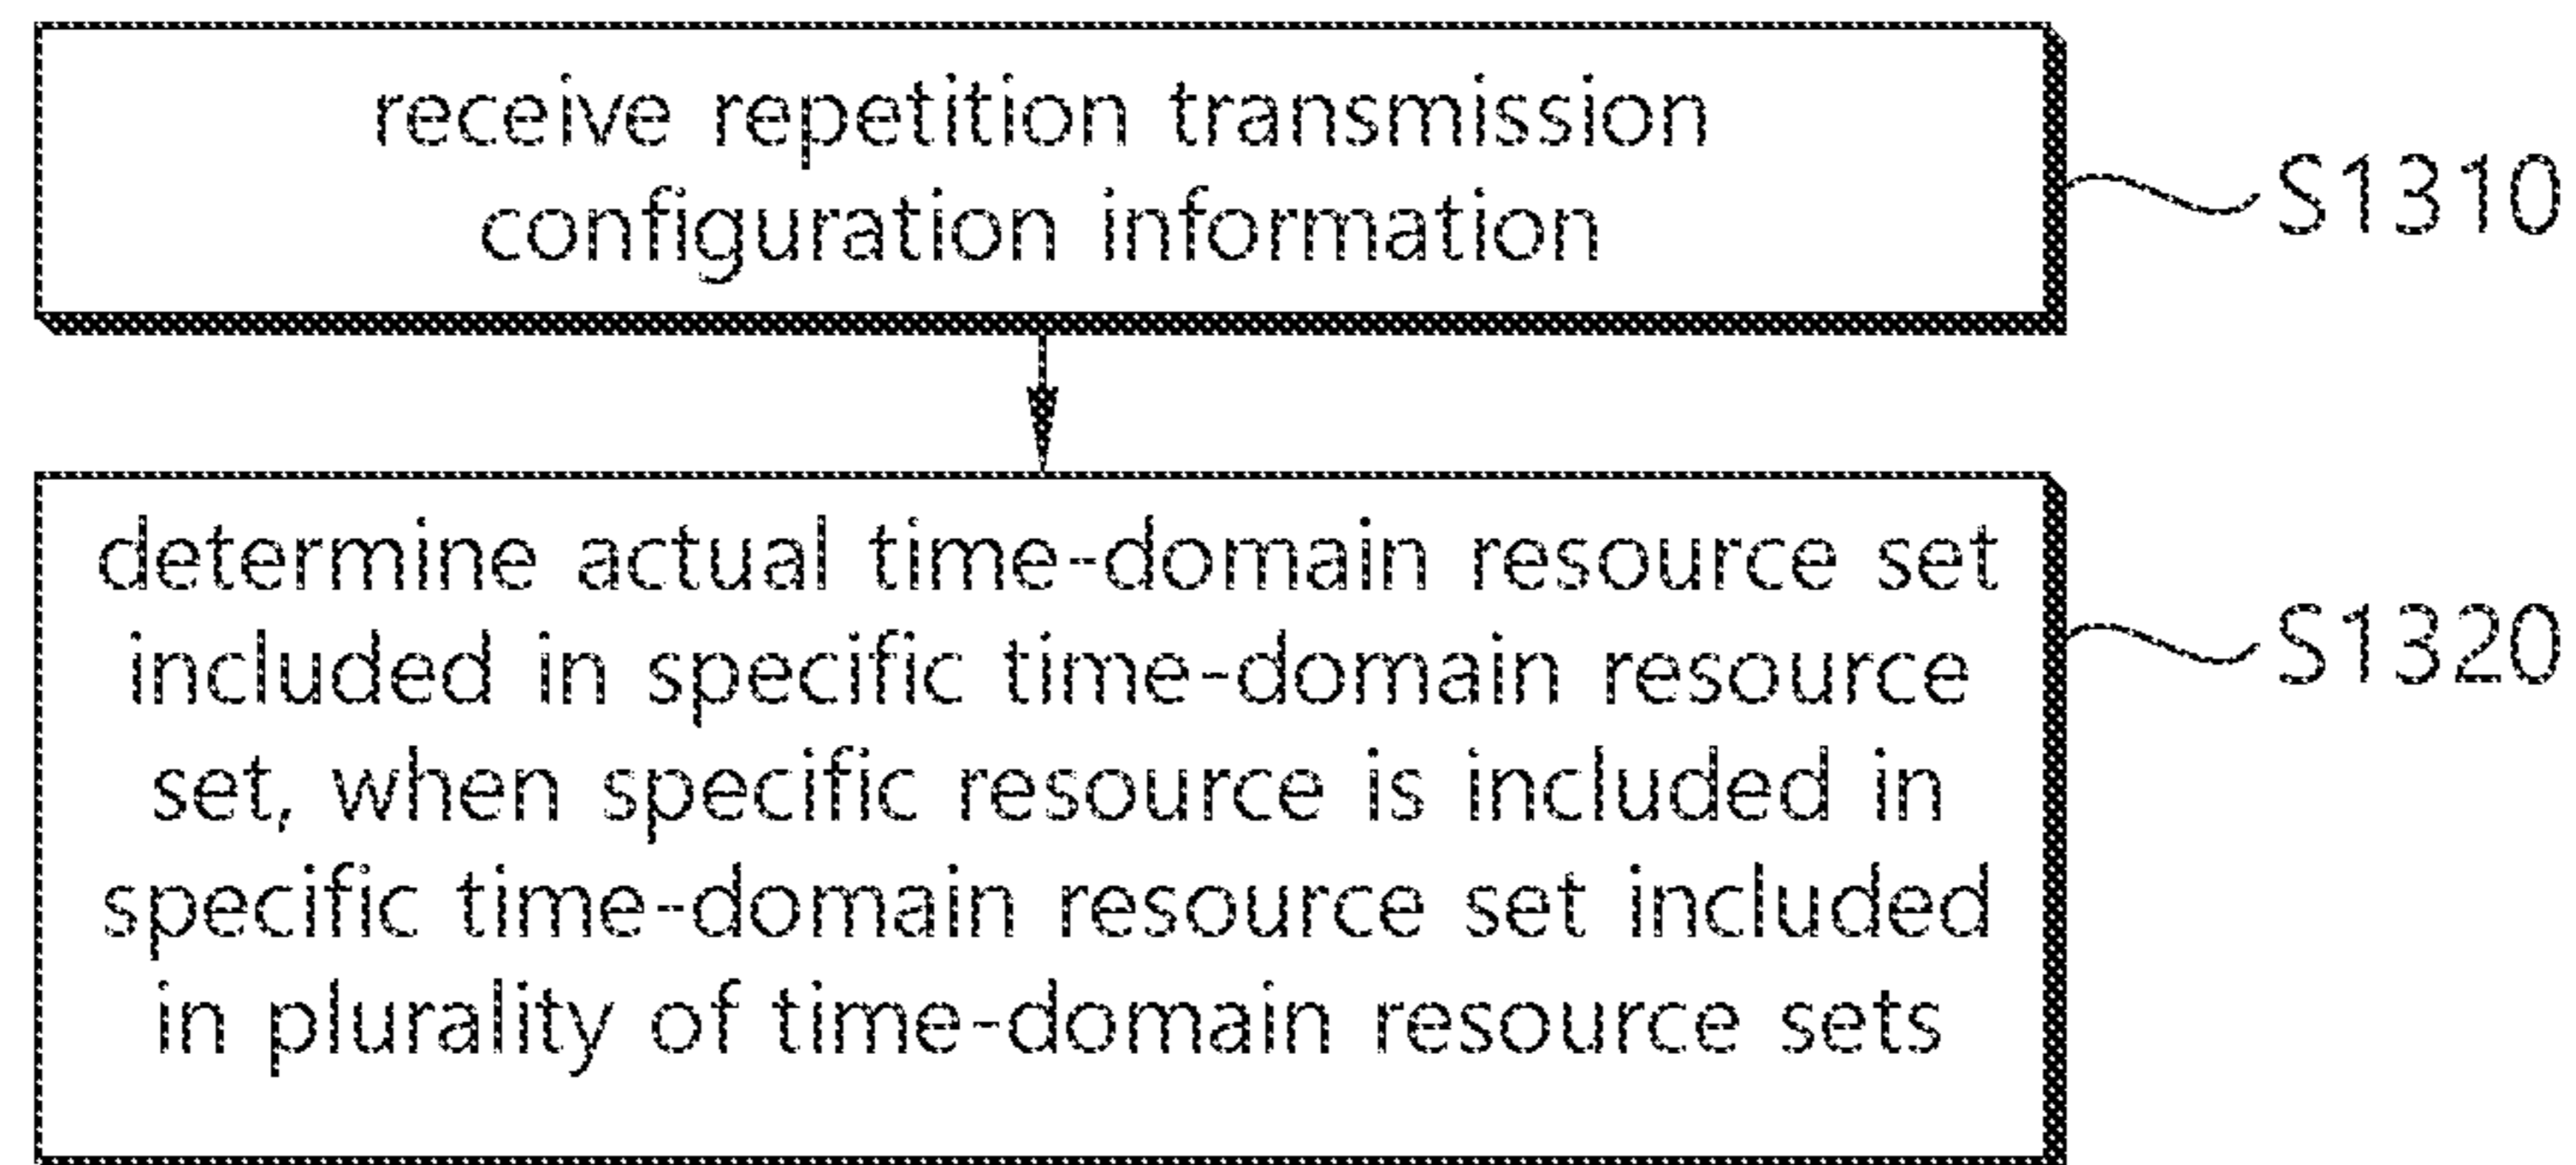 receive repetition transmission
configuration information
S1310
determine actual time-domain resource set
included in specific time-domain resource
set, when specific resource is included in
specific time-domain resource set included
in plurality of time-domain resource sets
S1320